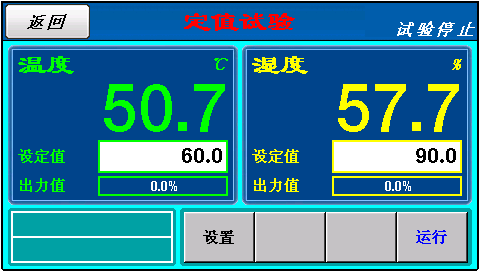 返回 定值试验 试验停止
温度 ℃ 湿度 %
50.7 57.7
设定值 60.0 设定值 90.0
出力值 0.0% 出力值 0.0%
设置 运行